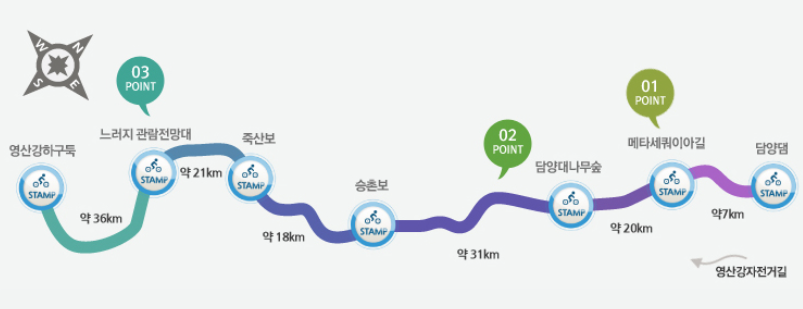 W
N
S
E
03
POINT
01
POINT
02
POINT
영산강하구둑
느러지 관람전망대
죽산보
승촌보
담양대나무숲
메타세쿼이아길
담양댐
STAMP
STAMP
STAMP
STAMP
STAMP
STAMP
STAMP
약 36km
약 21km
약 18km
약 31km
약 20km
약7km
영산강자전거길